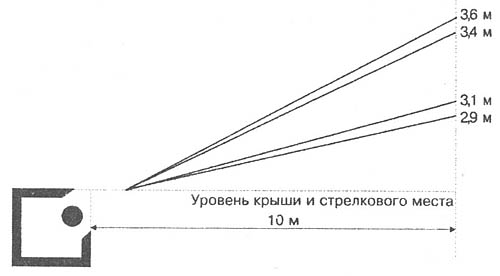 3,6 м
3,4 м
3,1 м
2,9 м
Уровень крыши и стрелкового места
10 м